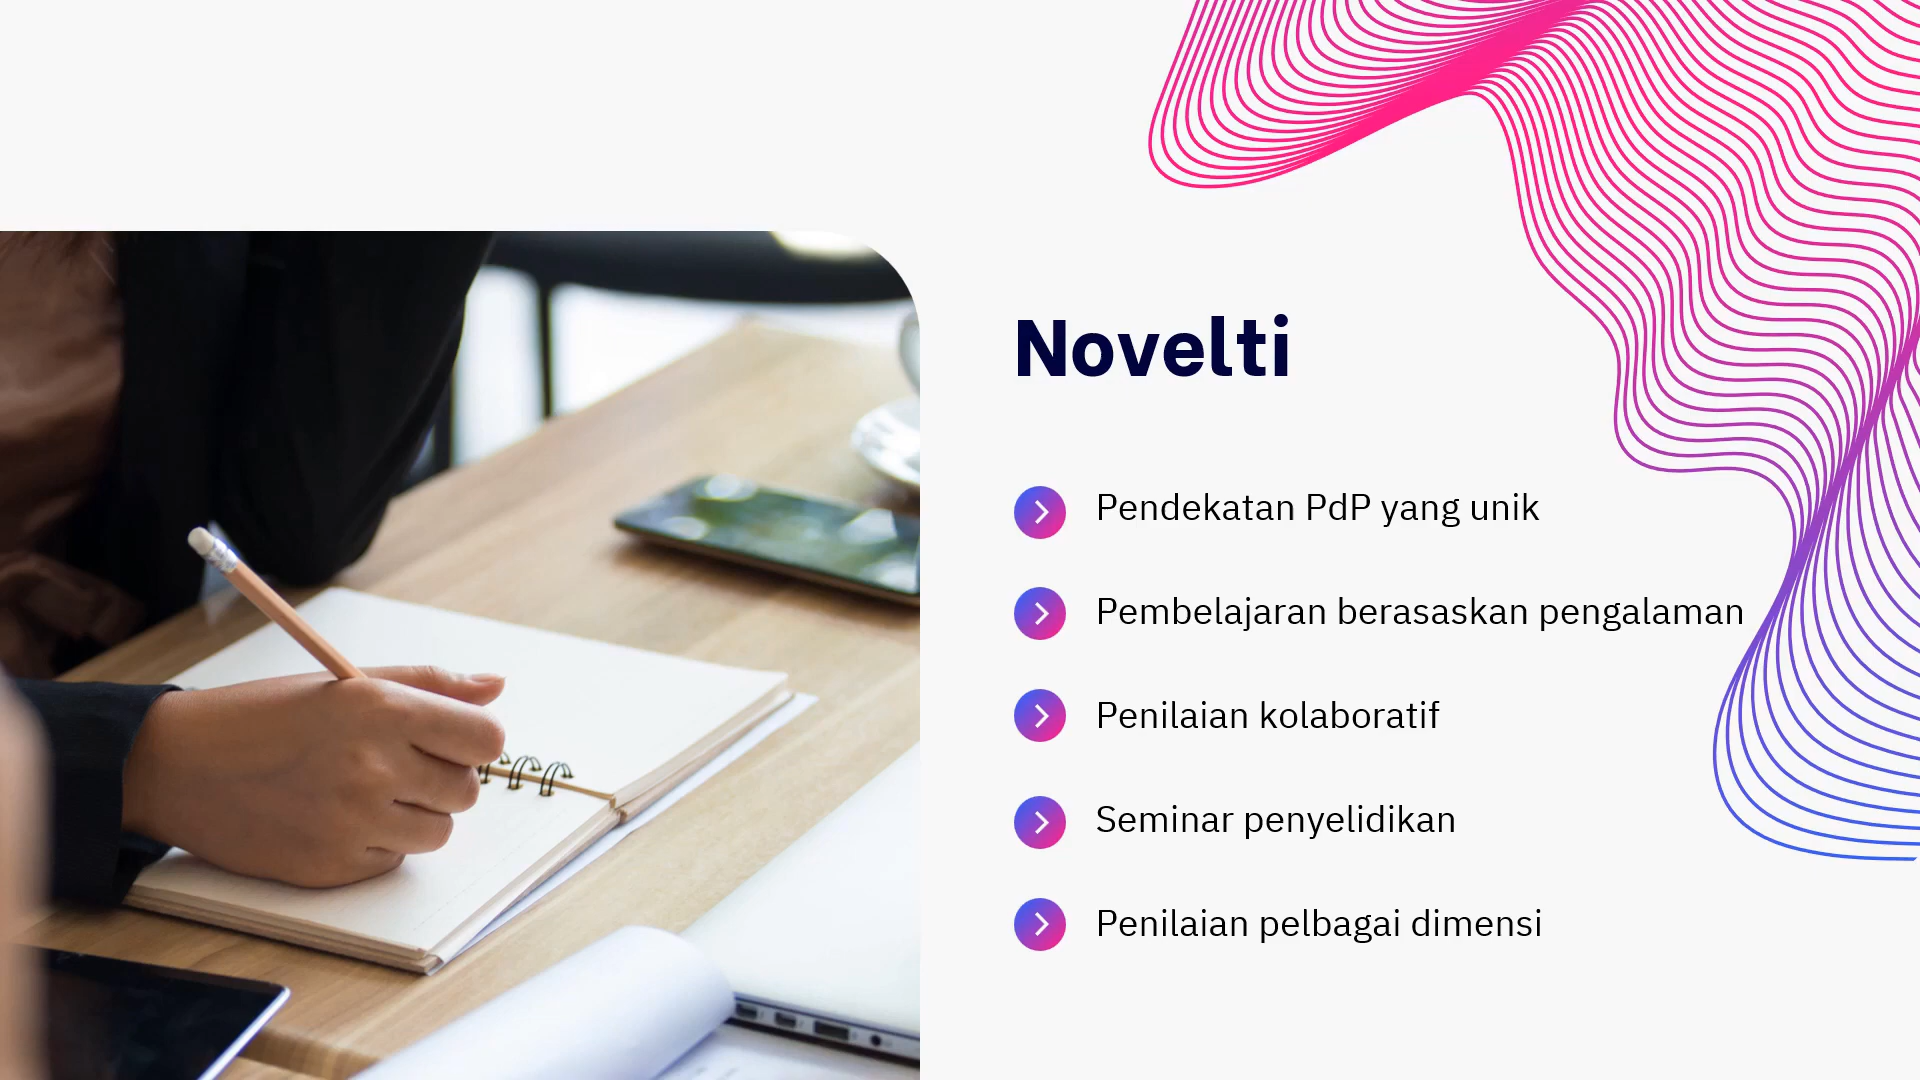 Novelti
Pendekatan PdP yang unik
Pembelajaran berasaskan pengalaman
Penilaian kolaboratif
Seminar penyelidikan
Penilaian pelbagai dimensi